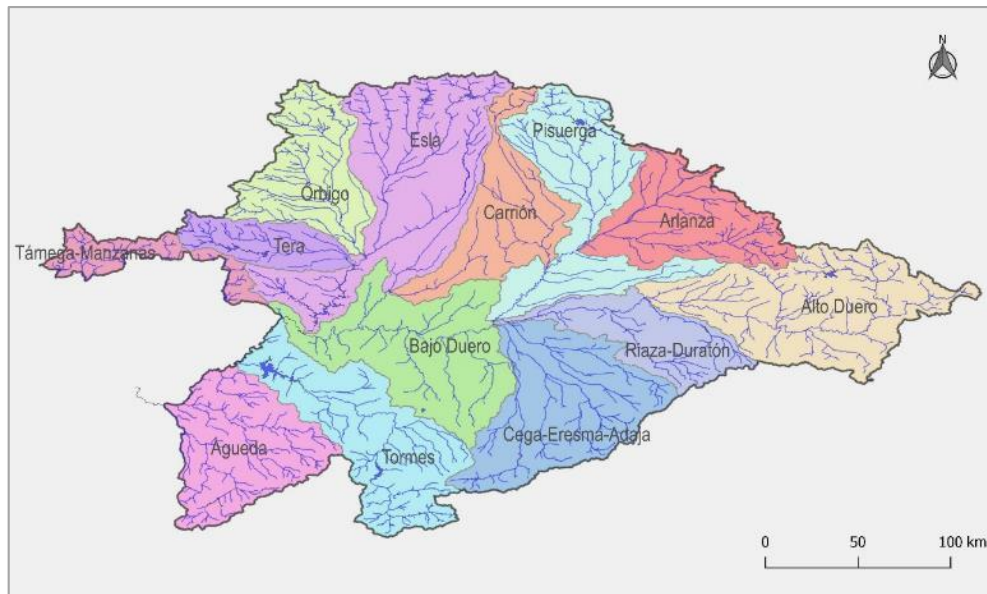 N
Esla
Pisuerga
Órbigo
Carrión
Arlanza
Támega-Manzanas
Tera
Alto Duero
Bajo Duero
Riaza-Duratón
Cega-Eresma-Adaja
Águeda
Tormes
0 50 100 km